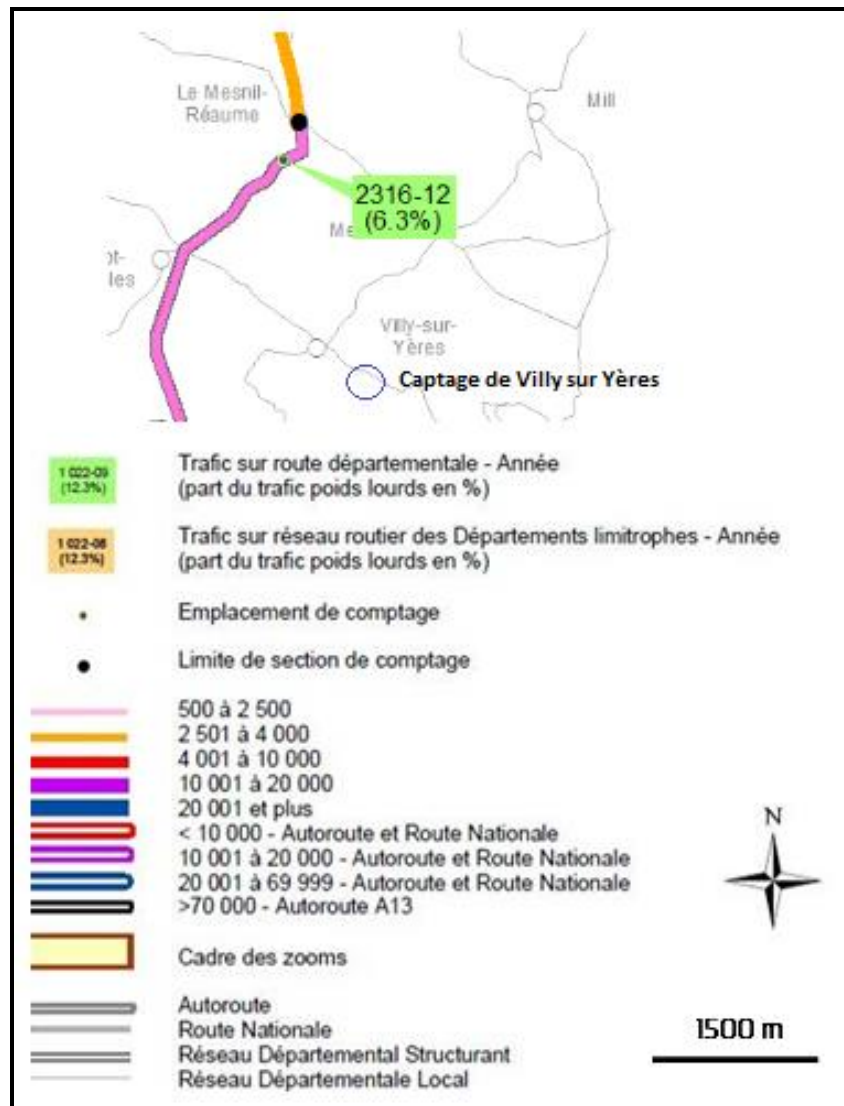 Le Mesnil-
Réaume
Mill
2316-12
(6.3%)
Me
ot-
les
Villy-sur-
Yères
Captage de Villy sur Yères
1 022-09
(12.3%)
Trafic sur route départementale - Année
(part du trafic poids lourds en %)
1 022-08
(12.3%)
Trafic sur réseau routier des Départements limitrophes - Année
(part du trafic poids lourds en %)
Emplacement de comptage
Limite de section de comptage
500 à 2 500
2 501 à 4 000
4 001 à 10 000
10 001 à 20 000
20 001 et plus
< 10 000 - Autoroute et Route Nationale
10 001 à 20 000 - Autoroute et Route Nationale
20 001 à 69 999 - Autoroute et Route Nationale
>70 000 - Autoroute A13
N
Cadre des zooms
Autoroute
Route Nationale
Réseau Départemental Structurant
Réseau Départementale Local
1500 m